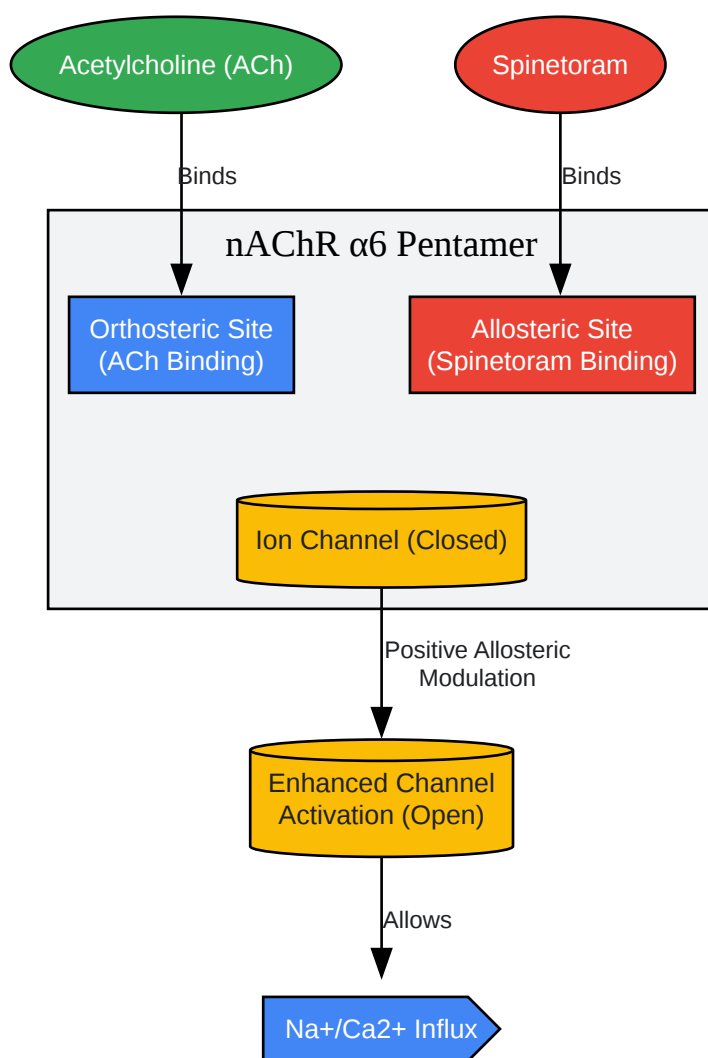 Acetylcholine (ACh)
Spinetoram
Binds
Binds
nAChR α6 Pentamer
Orthosteric Site
(ACh Binding)
Allosteric Site
(Spinetoram Binding)
Ion Channel (Closed)
Positive Allosteric
Modulation
Enhanced Channel
Activation (Open)
Allows
Na+/Ca2+ Influx